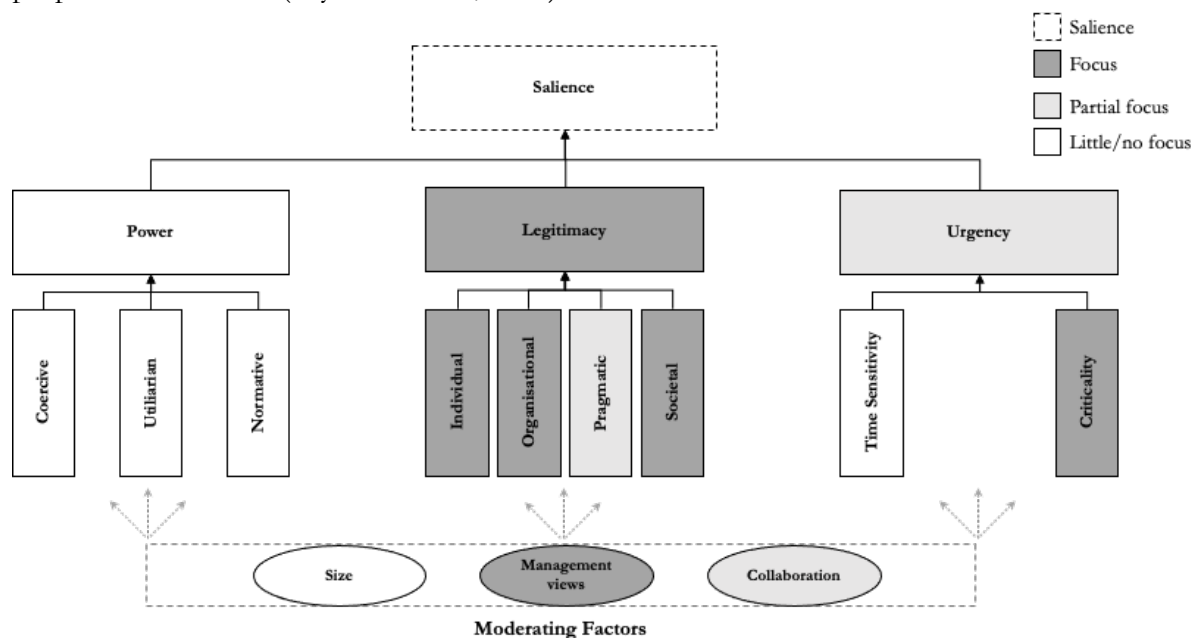 Salience
Focus
Partial focus
Little/no focus
Salience
Power
Legitimacy
Urgency
Coercive
Utiliarian
Normative
Individual
Organisational
Pragmatic
Societal
Time Sensitivity
Criticality
Size
Management
views
Collaboration
Moderating Factors